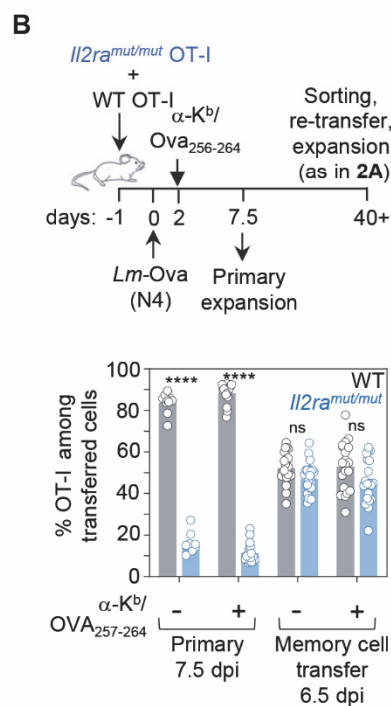 B
Il2ra^mut/mut OT-I
+
WT OT-I
α-K^b/
Ova256-264
Sorting,
re-transfer,
expansion
(as in 2A)
days: -1 0 2 7.5 40+
Lm-Ova
(N4)
Primary
expansion
WT
Il2ra^mut/mut
**** **** ns ns
% OT-I among
transferred cells
100
80
60
40
20
0
α-K^b/
OVA257-264
- + - +
Primary
7.5 dpi
Memory cell
transfer
6.5 dpi